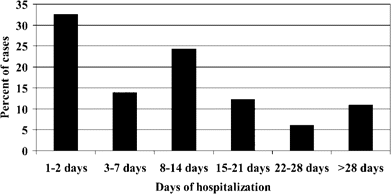 Percent of cases
35
30
25
20
15
10
5
0
1-2 days 3-7 days 8-14 days 15-21 days 22-28 days >28 days
Days of hospitalization